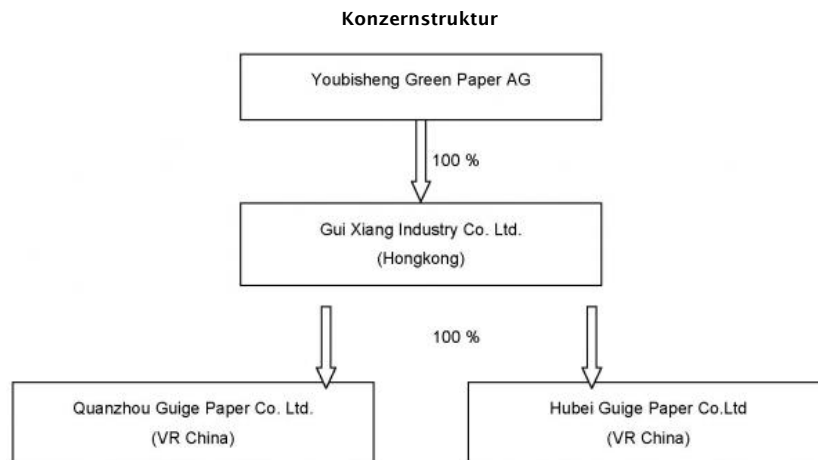 Konzernstruktur
Youbisheng Green Paper AG
100 %
Gui Xiang Industry Co. Ltd.
(Hongkong)
100 %
Quanzhou Guige Paper Co. Ltd.
(VR China)
Hubei Guige Paper Co.Ltd
(VR China)